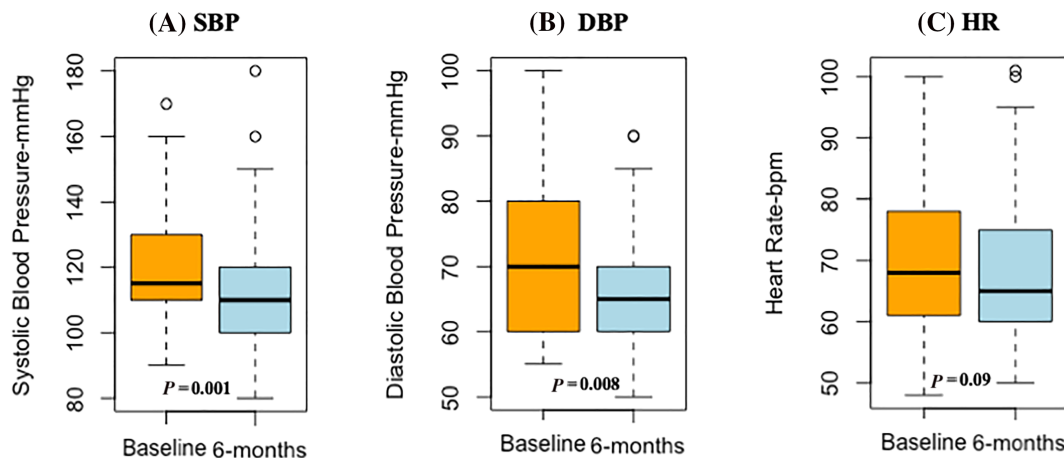 (A) SBP
(B) DBP
(C) HR
Systolic Blood Pressure-mmHg
180
160
140
120
100
80
P=0.001
Baseline 6-months
Diastolic Blood Pressure-mmHg
100
90
80
70
60
50
P=0.008
Baseline 6-months
Heart Rate-bpm
100
90
80
70
60
50
P=0.09
Baseline 6-months